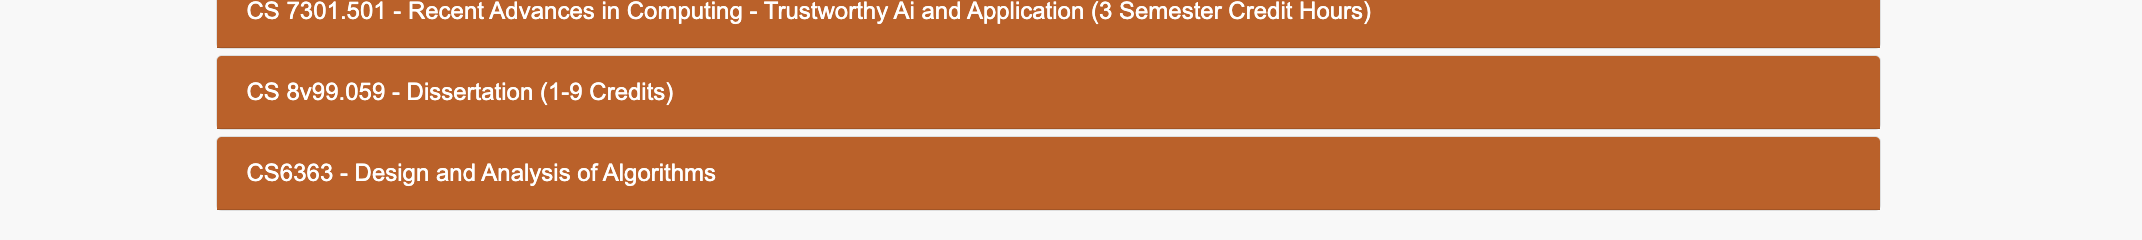 CS 7301.501 - Recent Advances in Computing - Trustworthy Ai and Application (3 Semester Credit Hours)
CS 8v99.059 - Dissertation (1-9 Credits)
CS6363 - Design and Analysis of Algorithms